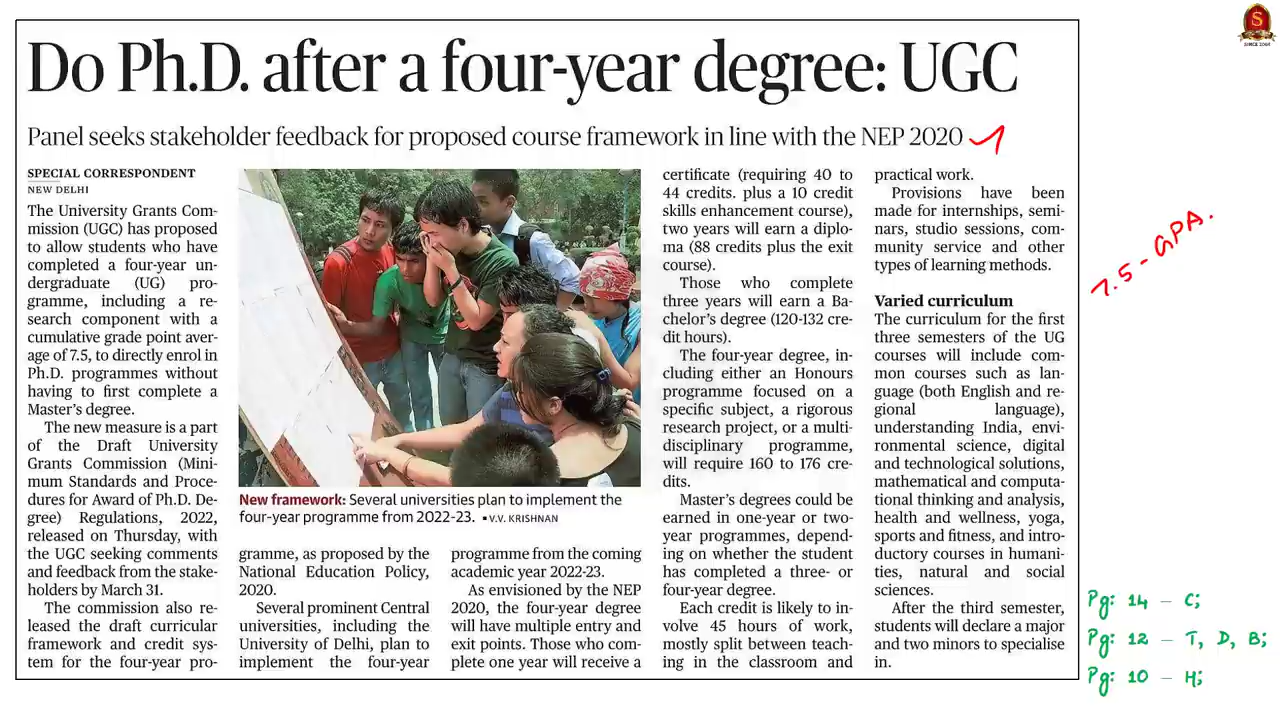 Do Ph.D. after a four-year degree: UGC
Panel seeks stakeholder feedback for proposed course framework in line with the NEP 2020
SPECIAL CORRESPONDENT
NEW DELHI
The University Grants Com-
mission (UGC) has proposed
to allow students who have
completed a four-year un-
dergraduate (UG) pro-
gramme, including a re-
search component with a
cumulative grade point aver-
age of 7.5, to directly enrol in
Ph.D. programmes without
having to first complete a
Master's degree.
The new measure is a part
of the Draft University
Grants Commission (Mini-
mum Standards and Proce-
dures for Award of Ph.D. De-
gree) Regulations, 2022,
released on Thursday, with
the UGC seeking comments
and feedback from the stake-
holders by March 31.
The commission also re-
leased the draft curricular
framework and credit sys-
tem for the four-year pro-
New framework: Several universities plan to implement the
four-year programme from 2022-23. ▪V.V. KRISHNAN
gramme, as proposed by the
National Education Policy,
2020.
Several prominent Central
universities, including the
University of Delhi, plan to
implement the four-year
programme from the coming
academic year 2022-23.
As envisioned by the NEP
2020, the four-year degree
will have multiple entry and
exit points. Those who com-
plete one year will receive a
certificate (requiring 40 to
44 credits. plus a 10 credit
skills enhancement course),
two years will earn a diplo-
ma (88 credits plus the exit
course).
Those who complete
three years will earn a Ba-
chelor's degree (120-132 cre-
dit hours).
The four-year degree, in-
cluding either an Honours
programme focused on a
specific subject, a rigorous
research project, or a multi-
disciplinary programme,
will require 160 to 176 cre-
dits.
Master's degrees could be
earned in one-year or two-
year programmes, depend-
ing on whether the student
has completed a three- or
four-year degree.
Each credit is likely to in-
volve 45 hours of work,
mostly split between teach-
ing in the classroom and
practical work.
Provisions have been
made for internships, semi-
nars, studio sessions, com-
munity service and other
types of learning methods.
Varied curriculum
The curriculum for the first
three semesters of the UG
courses will include com-
mon courses such as lan-
guage (both English and re-
gional language),
understanding India, envi-
ronmental science, digital
and technological solutions,
mathematical and computa-
tional thinking and analysis,
health and wellness, yoga,
sports and fitness, and intro-
ductory courses in humani-
ties, natural and social
sciences.
After the third semester,
students will declare a major
and two minors to specialise
in.
S
SINCE 2004
7.5 - GPA.
Pg: 14 – C;
Pg: 12 – T, D, B;
Pg: 10 – H;